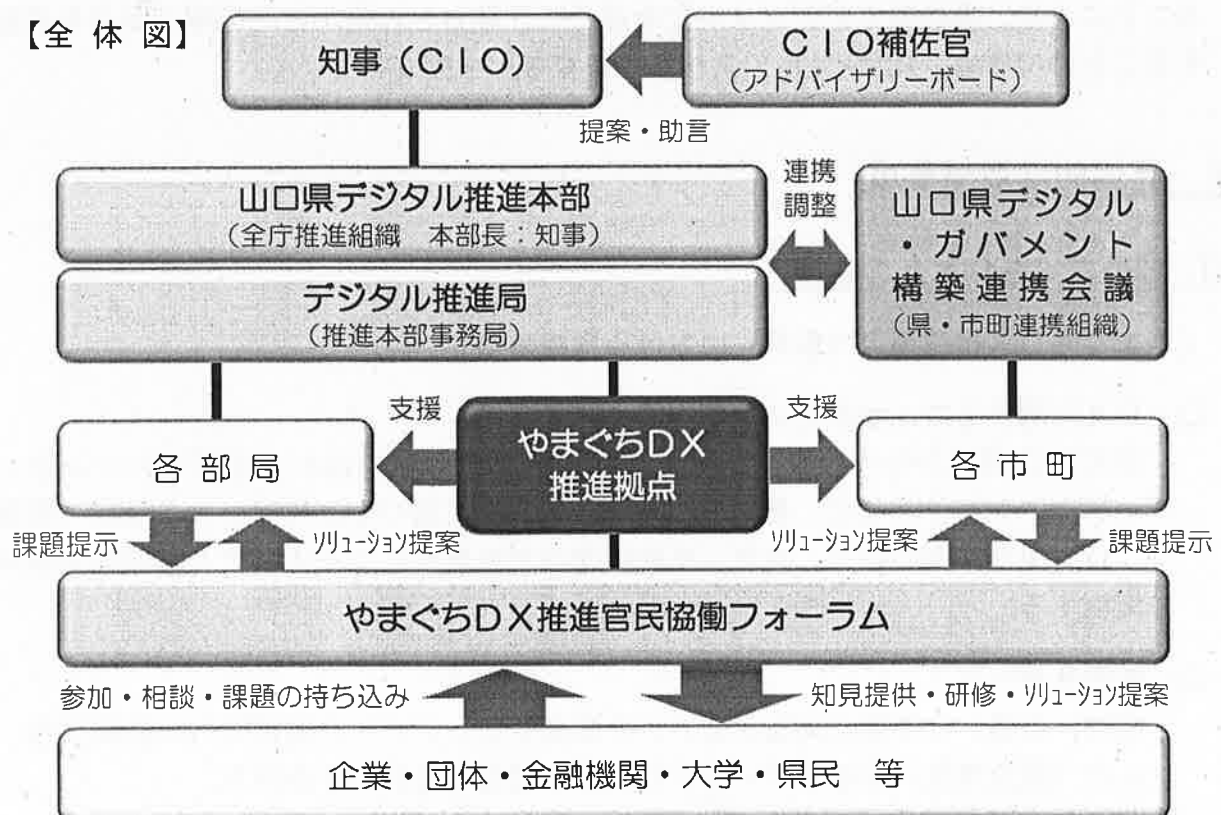 【全 体 図】
知事（CIO）
CIO補佐官
（アドバイザリーボード）
提案・助言
山口県デジタル推進本部
（全庁推進組織　本部長：知事）
デジタル推進局
（推進本部事務局）
連携
調整
山口県デジタル
・ガバメント
構築連携会議
（県・市町連携組織）
支援
やまぐちDX
推進拠点
支援
各 部 局
各 市 町
課題提示
ソリューション提案
ソリューション提案
課題提示
やまぐちDX推進官民協働フォーラム
参加・相談・課題の持ち込み
知見提供・研修・ソリューション提案
企業・団体・金融機関・大学・県民　等